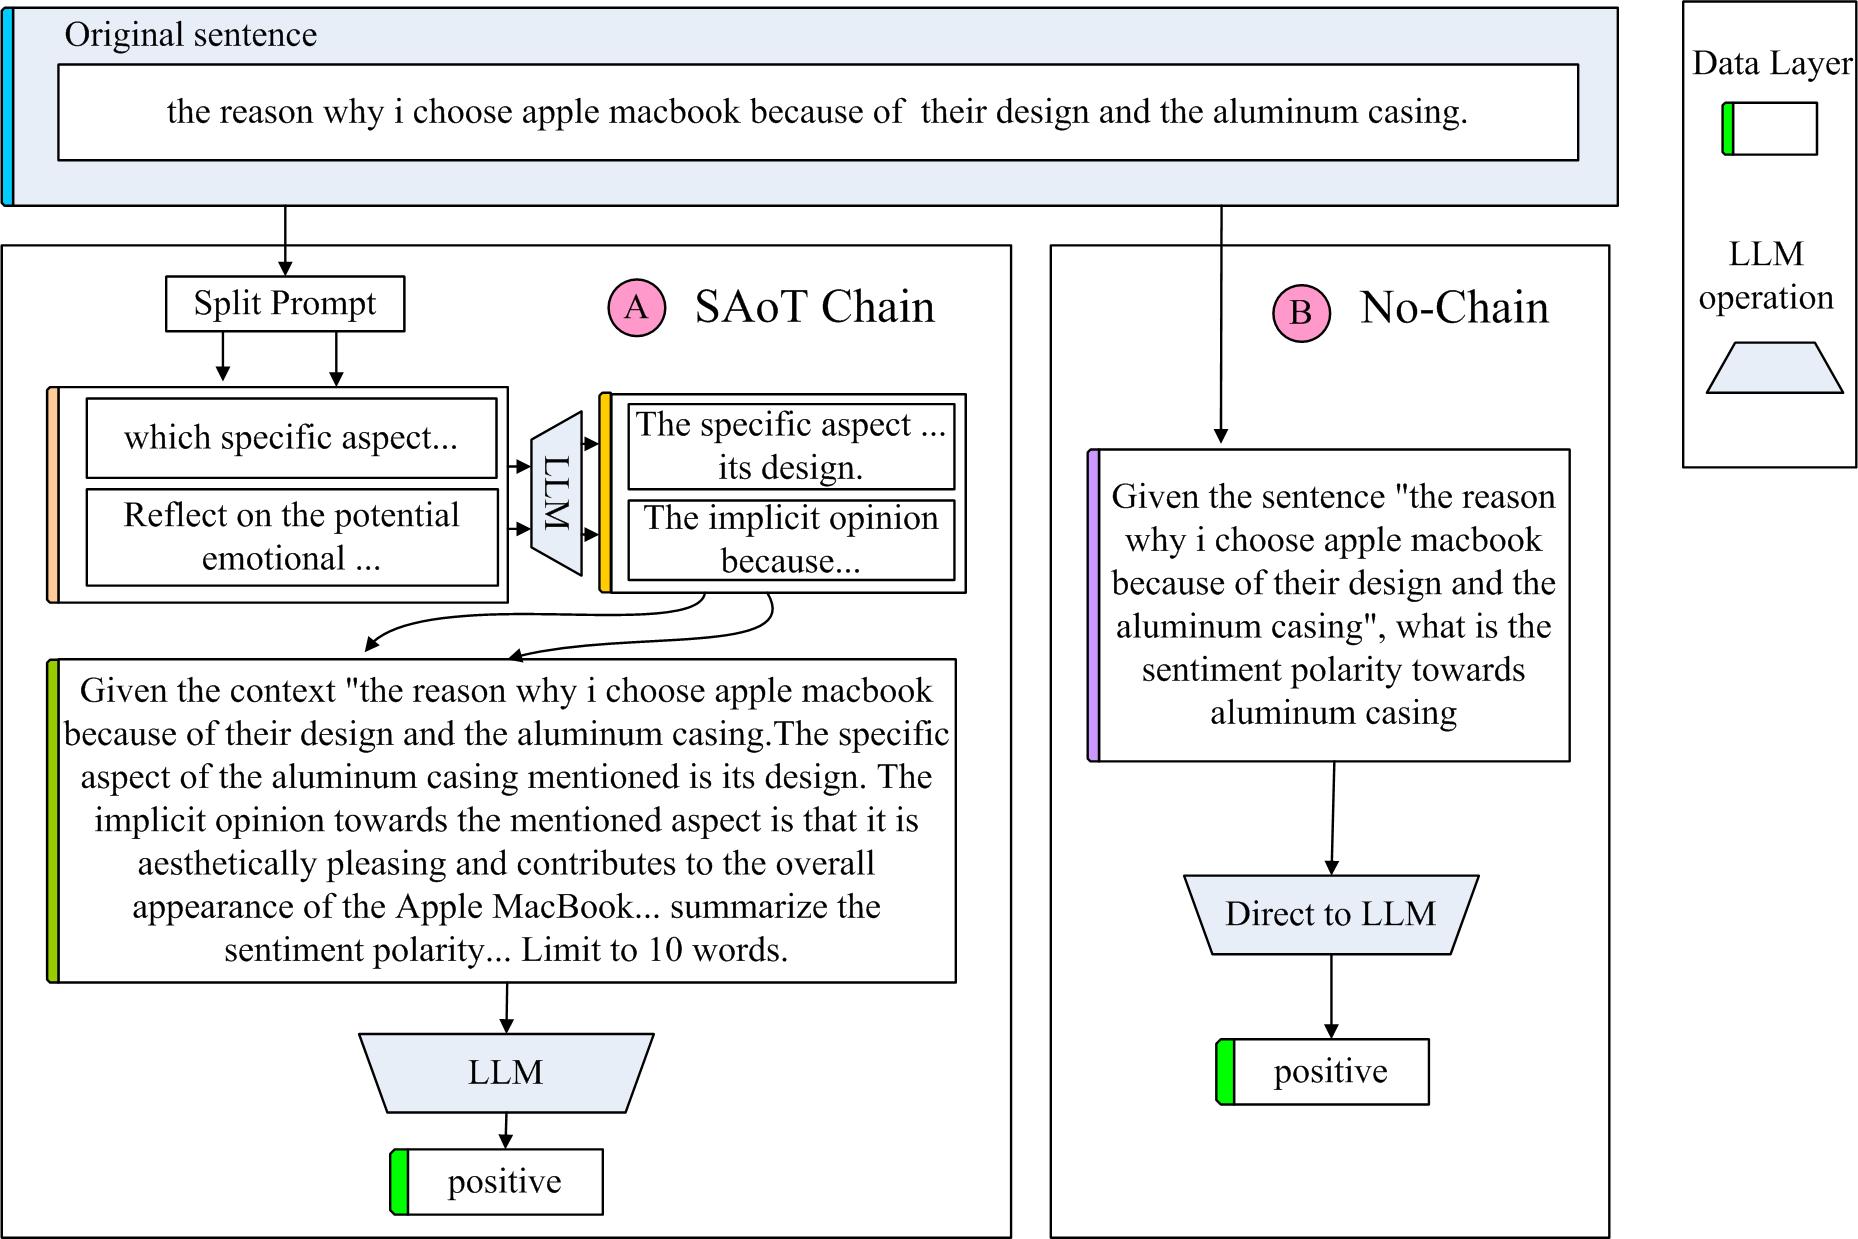 Original sentence
the reason why i choose apple macbook because of  their design and the aluminum casing.
Split Prompt
A
SAoT Chain
which specific aspect...
Reflect on the potential
emotional ...
LLM
The specific aspect ...
its design.
The implicit opinion
because...
Given the context "the reason why i choose apple macbook
because of their design and the aluminum casing.The specific
aspect of the aluminum casing mentioned is its design. The
implicit opinion towards the mentioned aspect is that it is
aesthetically pleasing and contributes to the overall
appearance of the Apple MacBook... summarize the
sentiment polarity... Limit to 10 words.
LLM
positive
B
No-Chain
Given the sentence "the reason
why i choose apple macbook
because of their design and the
aluminum casing", what is the
sentiment polarity towards
aluminum casing
Direct to LLM
positive
Data Layer
LLM
operation